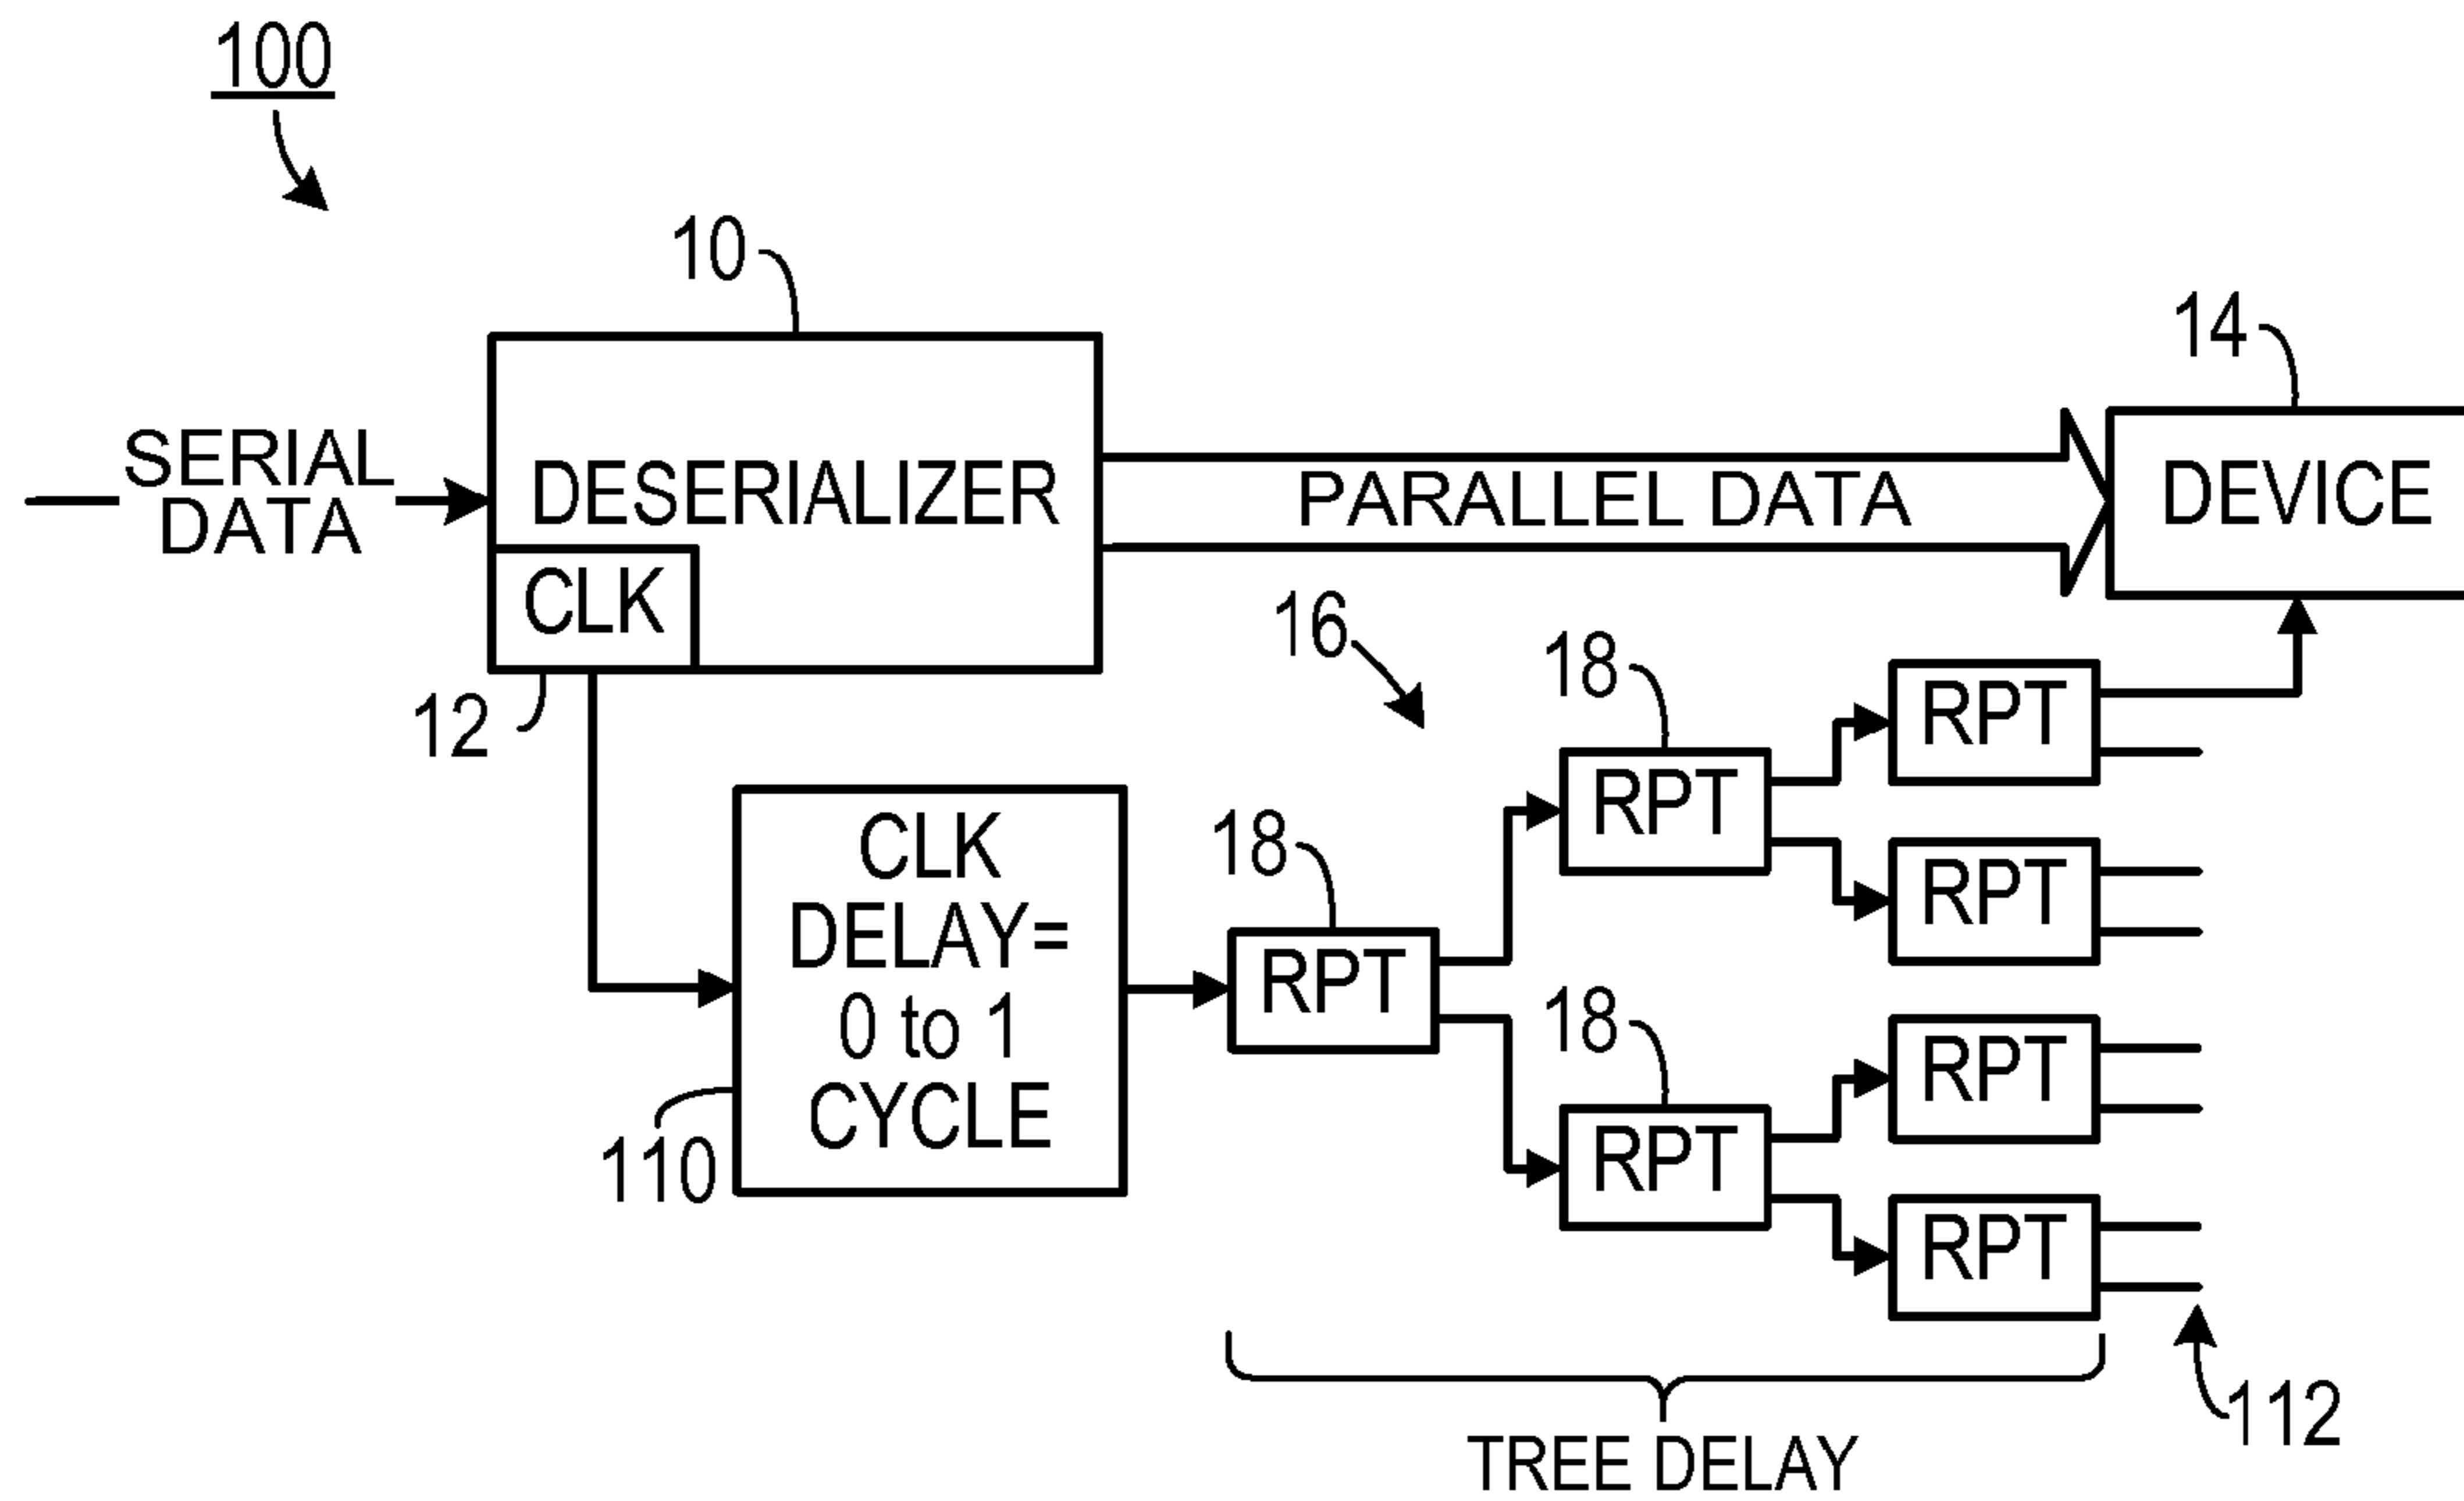 100
10
14
SERIAL
DATA
DESERIALIZER
PARALLEL DATA
DEVICE
CLK
12
16
18
RPT
18
RPT
CLK
DELAY=
0 to 1
CYCLE
110
18
RPT
RPT
18
RPT
RPT
RPT
TREE DELAY
112